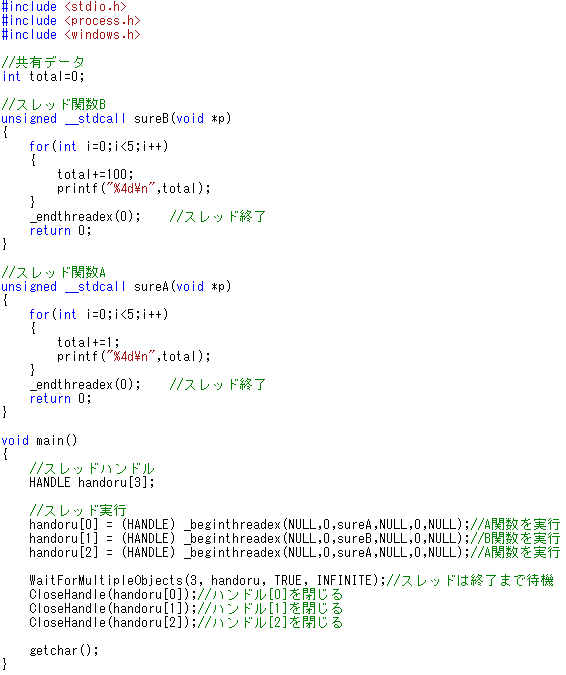 #include <stdio.h>
#include <process.h>
#include <windows.h>

//共有データ
int total=0;

//スレッド関数B
unsigned __stdcall sureB(void *p)
{
    for(int i=0;i<5;i++)
    {
        total+=100;
        printf("%4d¥n",total);
    }
    _endthreadex(0);    //スレッド終了
    return 0;
}

//スレッド関数A
unsigned __stdcall sureA(void *p)
{
    for(int i=0;i<5;i++)
    {
        total+=1;
        printf("%4d¥n",total);
    }
    _endthreadex(0);    //スレッド終了
    return 0;
}

void main()
{
    //スレッドハンドル
    HANDLE handoru[3];

    //スレッド実行
    handoru[0] = (HANDLE) _beginthreadex(NULL,0,sureA,NULL,0,NULL);//A関数を実行
    handoru[1] = (HANDLE) _beginthreadex(NULL,0,sureB,NULL,0,NULL);//B関数を実行
    handoru[2] = (HANDLE) _beginthreadex(NULL,0,sureA,NULL,0,NULL);//A関数を実行

    WaitForMultipleObjects(3, handoru, TRUE, INFINITE);//スレッドは終了まで待機
    CloseHandle(handoru[0]);//ハンドル[0]を閉じる
    CloseHandle(handoru[1]);//ハンドル[1]を閉じる
    CloseHandle(handoru[2]);//ハンドル[2]を閉じる

    getchar();
}